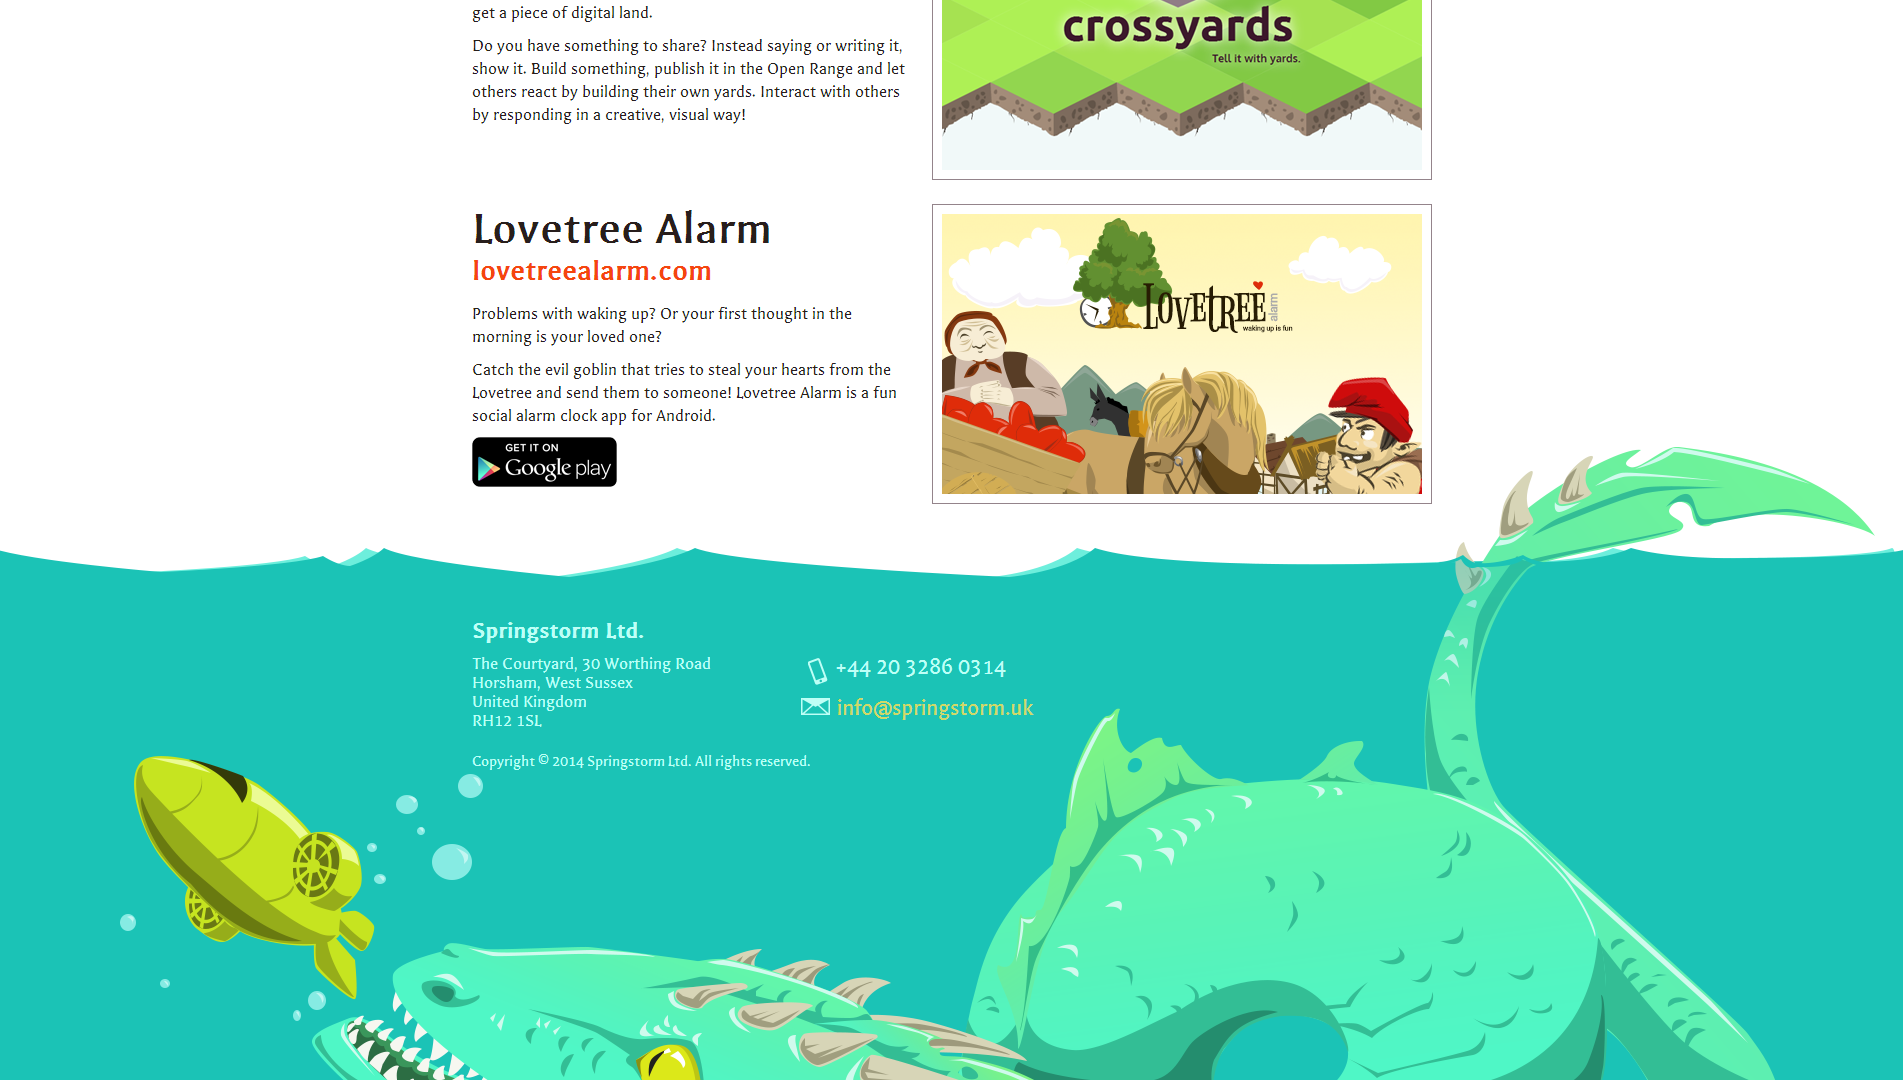 get a piece of digital land.
Do you have something to share? Instead saying or writing it,
show it. Build something, publish it in the Open Range and let
others react by building their own yards. Interact with others
by responding in a creative, visual way!
crossyards
Tell it with yards.
Lovetree Alarm
lovetreealarm.com
Problems with waking up? Or your first thought in the
morning is your loved one?
Catch the evil goblin that tries to steal your hearts from the
Lovetree and send them to someone! Lovetree Alarm is a fun
social alarm clock app for Android.
GET IT ON
Google play
LOVETREE
alarm
waking up is fun
Springstorm Ltd.
The Courtyard, 30 Worthing Road
Horsham, West Sussex
United Kingdom
RH12 1SL
+44 20 3286 0314
info@springstorm.uk
Copyright © 2014 Springstorm Ltd. All rights reserved.